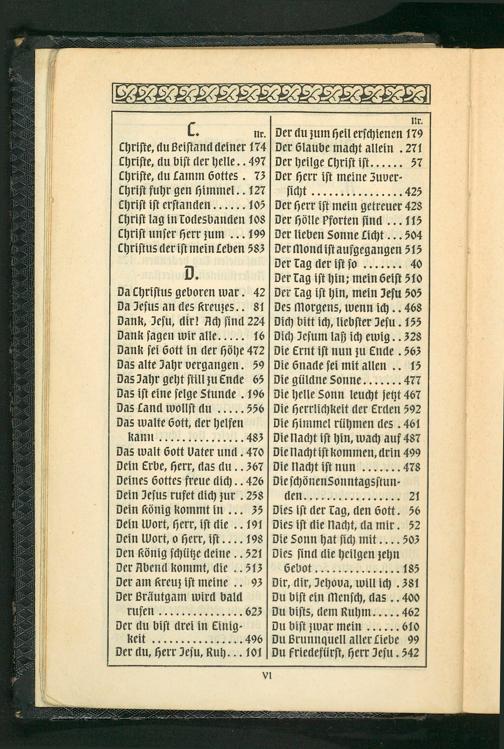 C.
Nr.
Christe, du Beistand deiner 174
Christe, du bist der helle . . 497
Christe, du Lamm Gottes . 73
Christ fuhr gen Himmel . . 127
Christ ist erstanden . . . . . . 105
Christ lag in Todesbanden 108
Christ unser Herr zum . . . 199
Christus der ist mein Leben 583
D.
Da Christus geboren war . 42
Da Jesus an des Kreuzes . . 81
Dank, Jesu, dir! Ach sind 224
Dank sagen wir alle . . . . . 16
Dank sei Gott in der Höhe 472
Das alte Jahr vergangen . 59
Das Jahr geht still zu Ende 65
Das ist eine selge Stunde . 196
Das Land wollst du . . . . . 556
Das walte Gott, der helfen
kann . . . . . . . . . . . . . . 483
Das walt Gott Vater und . 470
Dein Erbe, Herr, das du . . 367
Deines Gottes freue dich . 426
Dein Jesus rufet dich zur . 258
Dein König kommt in . . . 35
Dein Wort, Herr, ist die . . 191
Dein Wort, o Herr, ist . . . . 198
Den König schütze deine . . 521
Der Abend kommt, die . . 513
Der am Kreuz ist meine . . 93
Der Bräutgam wird bald
rufen . . . . . . . . . . . . . . 623
Der du bist drei in Einig-
keit . . . . . . . . . . . . . . 496
Der du, Herr Jesu, Ruh . . . 101
Nr.
Der du zum Heil erschienen 179
Der Glaube macht allein . 271
Der heilge Christ ist . . . . . . 57
Der Herr ist meine Zuver-
sicht . . . . . . . . . . . . . . 425
Der Herr ist mein getreuer 428
Der Hölle Pforten sind . . . 115
Der lieben Sonne Licht . . . 504
Der Mond ist aufgegangen 515
Der Tag der ist so . . . . . . . 40
Der Tag ist hin; mein Geist 510
Der Tag ist hin, mein Jesu 505
Des Morgens, wenn ich . . 468
Dich bitt ich, liebster Jesu . 155
Dich Jesum laß ich ewig . . 328
Die Ernt ist nun zu Ende . 563
Die Gnade sei mit allen . . 15
Die güldne Sonne . . . . . . . 477
Die helle Sonn leucht jetzt 467
Die Herrlichkeit der Erden 592
Die Himmel rühmen des . 461
Die Nacht ist hin, wach auf 487
Die Nacht ist kommen, drin 499
Die Nacht ist nun . . . . . . . 478
Die schönen Sonntagsstun-
den . . . . . . . . . . . . . . 21
Dies ist der Tag, den Gott . 56
Dies ist die Nacht, da mir . 52
Die Sonn hat sich mit . . . . 503
Dies sind die heilgen zehn
Gebot . . . . . . . . . . . . . 185
Dir, dir, Jehova, will ich . 381
Du bist ein Mensch, das . . 400
Du bists, dem Ruhm . . . . . 462
Du bist zwar mein . . . . . . 610
Du Brunnquell aller Liebe 99
Du Friedefürst, Herr Jesu . 542
VI